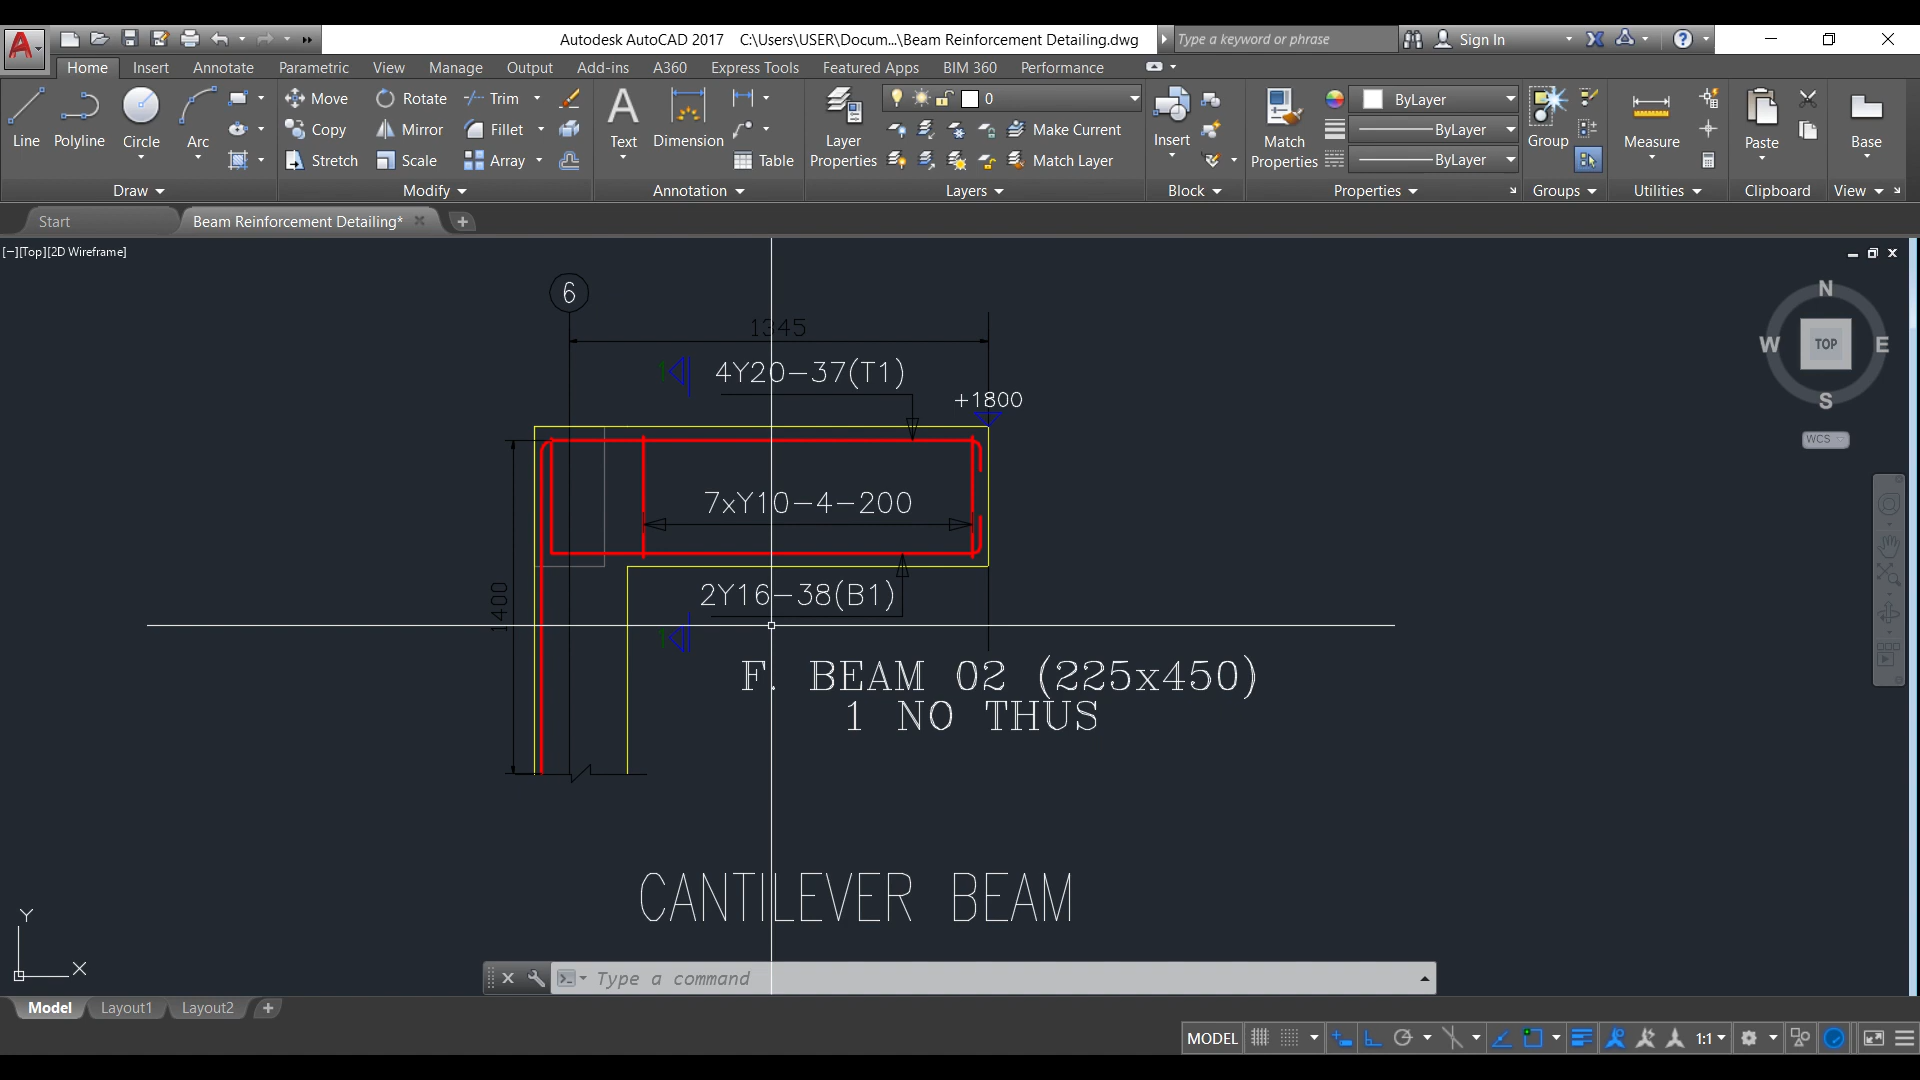 Autodesk AutoCAD 2017 C:\Users\USER\Docum...\Beam Reinforcement Detailing.dwg
Type a keyword or phrase
Sign In
Home Insert Annotate Parametric View Manage Output Add-ins A360 Express Tools Featured Apps BIM 360 Performance
Line Polyline Circle Arc
Move Rotate Trim
Copy Mirror Fillet
Stretch Scale Array
Text Dimension Table
Layer Properties
0
Make Current
Match Layer
Insert
Match Properties
ByLayer
ByLayer
ByLayer
Group
Measure
Paste
Base
Draw Modify Annotation Layers Block Properties Groups Utilities Clipboard View
Start Beam Reinforcement Detailing*
[−][Top][2D Wireframe]
N
W TOP E
S
WCS
6
1345
1 4Y20-37(T1)
+1800
7xY10-4-200
1400
2Y16-38(B1)
1
F. BEAM 02 (225x450)
1 NO THUS
CANTILEVER BEAM
Y
X
Type a command
Model Layout1 Layout2
MODEL 1:1